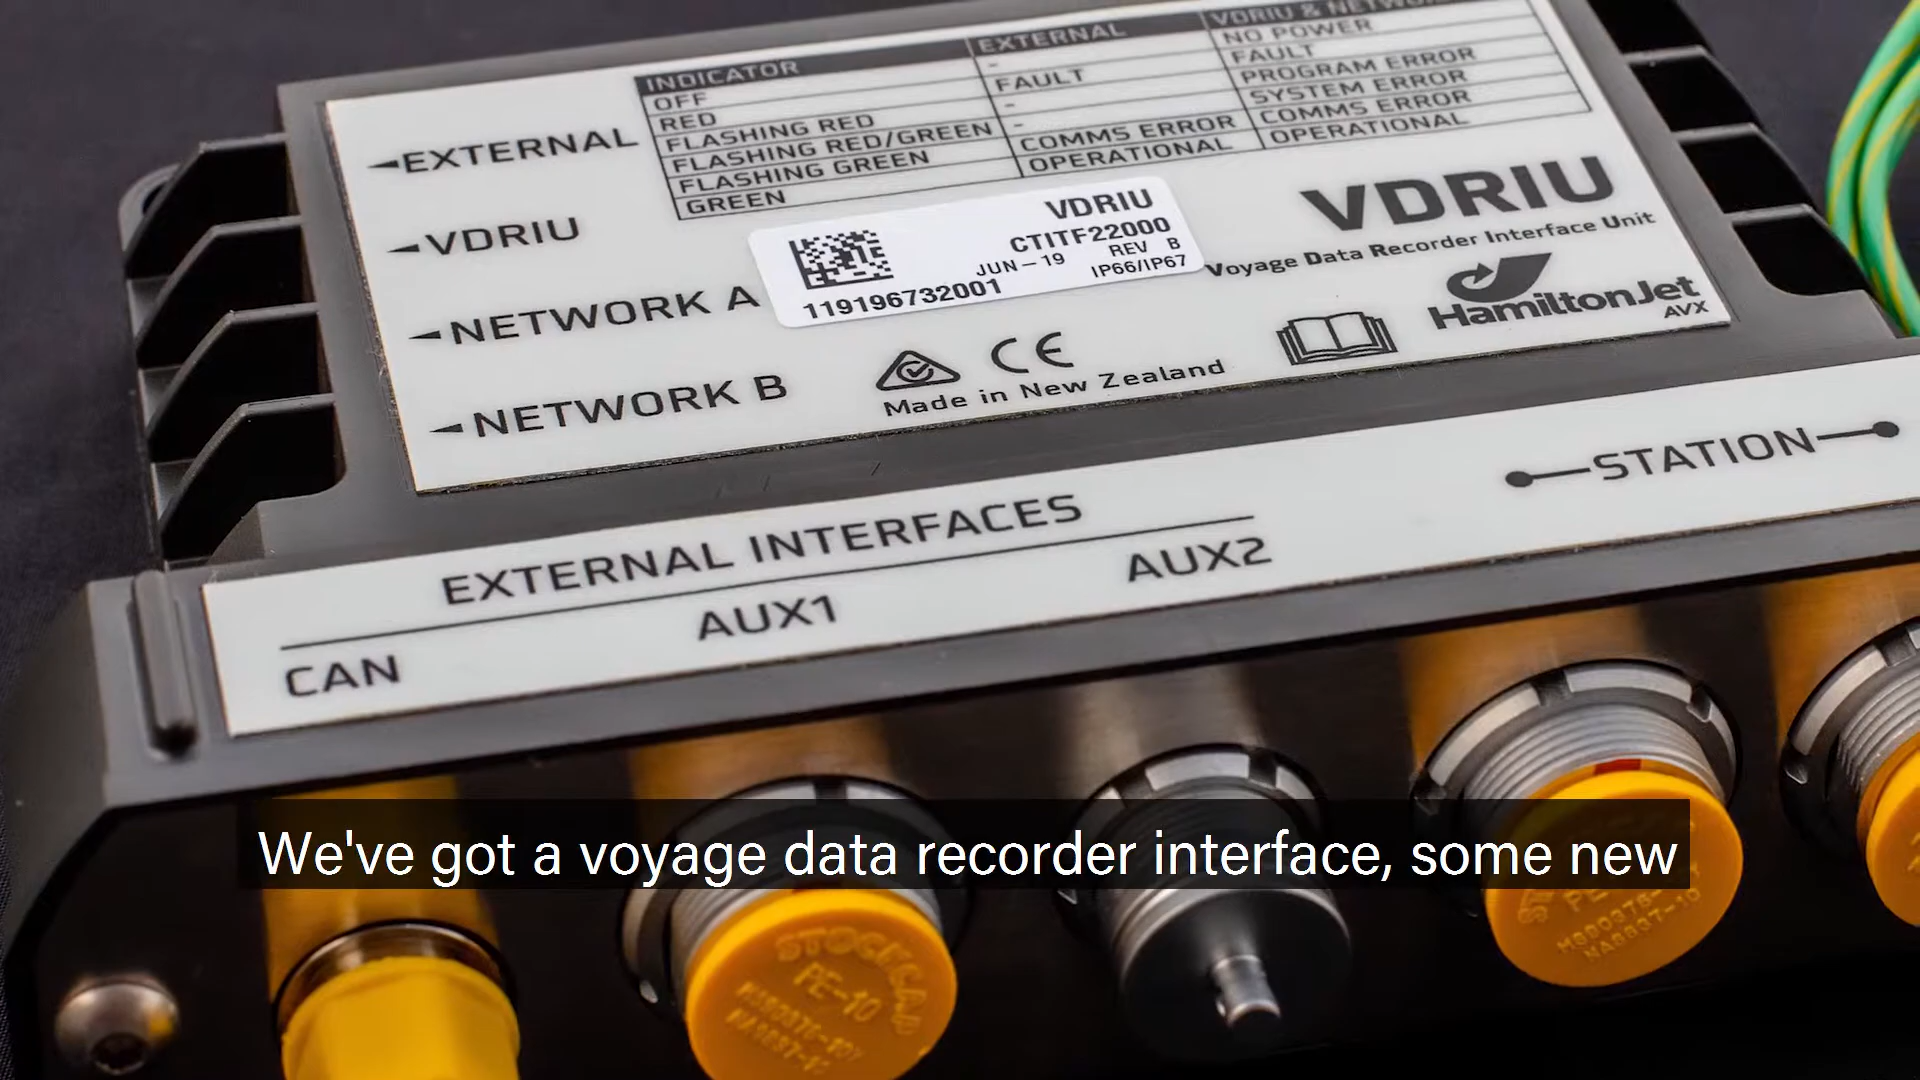 INDICATOR EXTERNAL VDRIU & NETWORK
OFF - NO POWER
RED FAULT FAULT
FLASHING RED - PROGRAM ERROR
FLASHING RED/GREEN - SYSTEM ERROR
FLASHING GREEN COMMS ERROR COMMS ERROR
GREEN OPERATIONAL OPERATIONAL
EXTERNAL
VDRIU
NETWORK A
NETWORK B
VDRIU
CTITF22000
JUN-19 REV B
119196732001 IP66/IP67
VDRIU
Voyage Data Recorder Interface Unit
HamiltonJet
AVX
CE
Made in New Zealand
STATION
EXTERNAL INTERFACES
CAN AUX1 AUX2
We've got a voyage data recorder interface, some new
STOCKCAP
PE-10